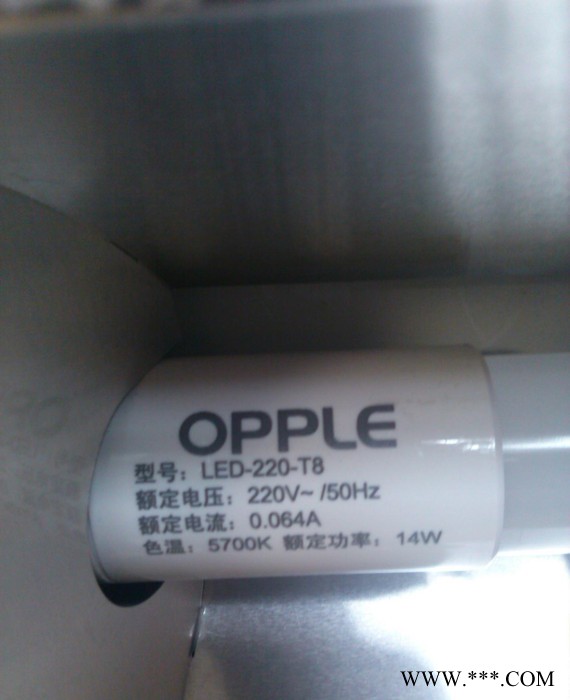 OPPLE
型号：LED-220-T8
额定电压：220V~ /50Hz
额定电流：0.064A
色温：5700K 额定功率：14W
WWW.***.COM